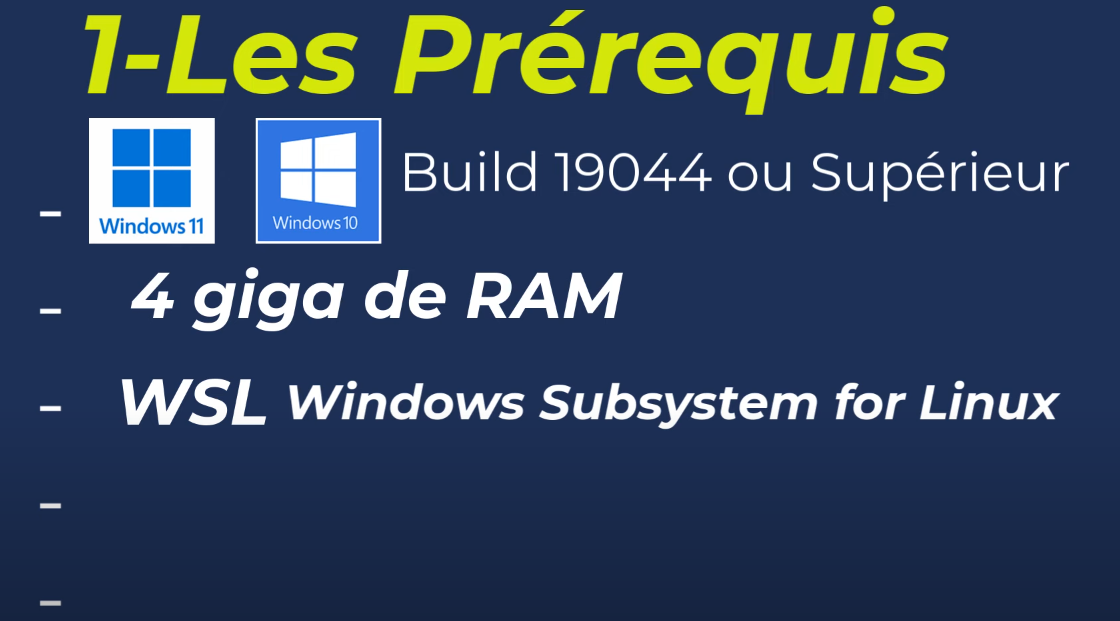 1-Les Prérequis
- Windows 11 Windows 10 Build 19044 ou Supérieur
- 4 giga de RAM
- WSL Windows Subsystem for Linux
-
-